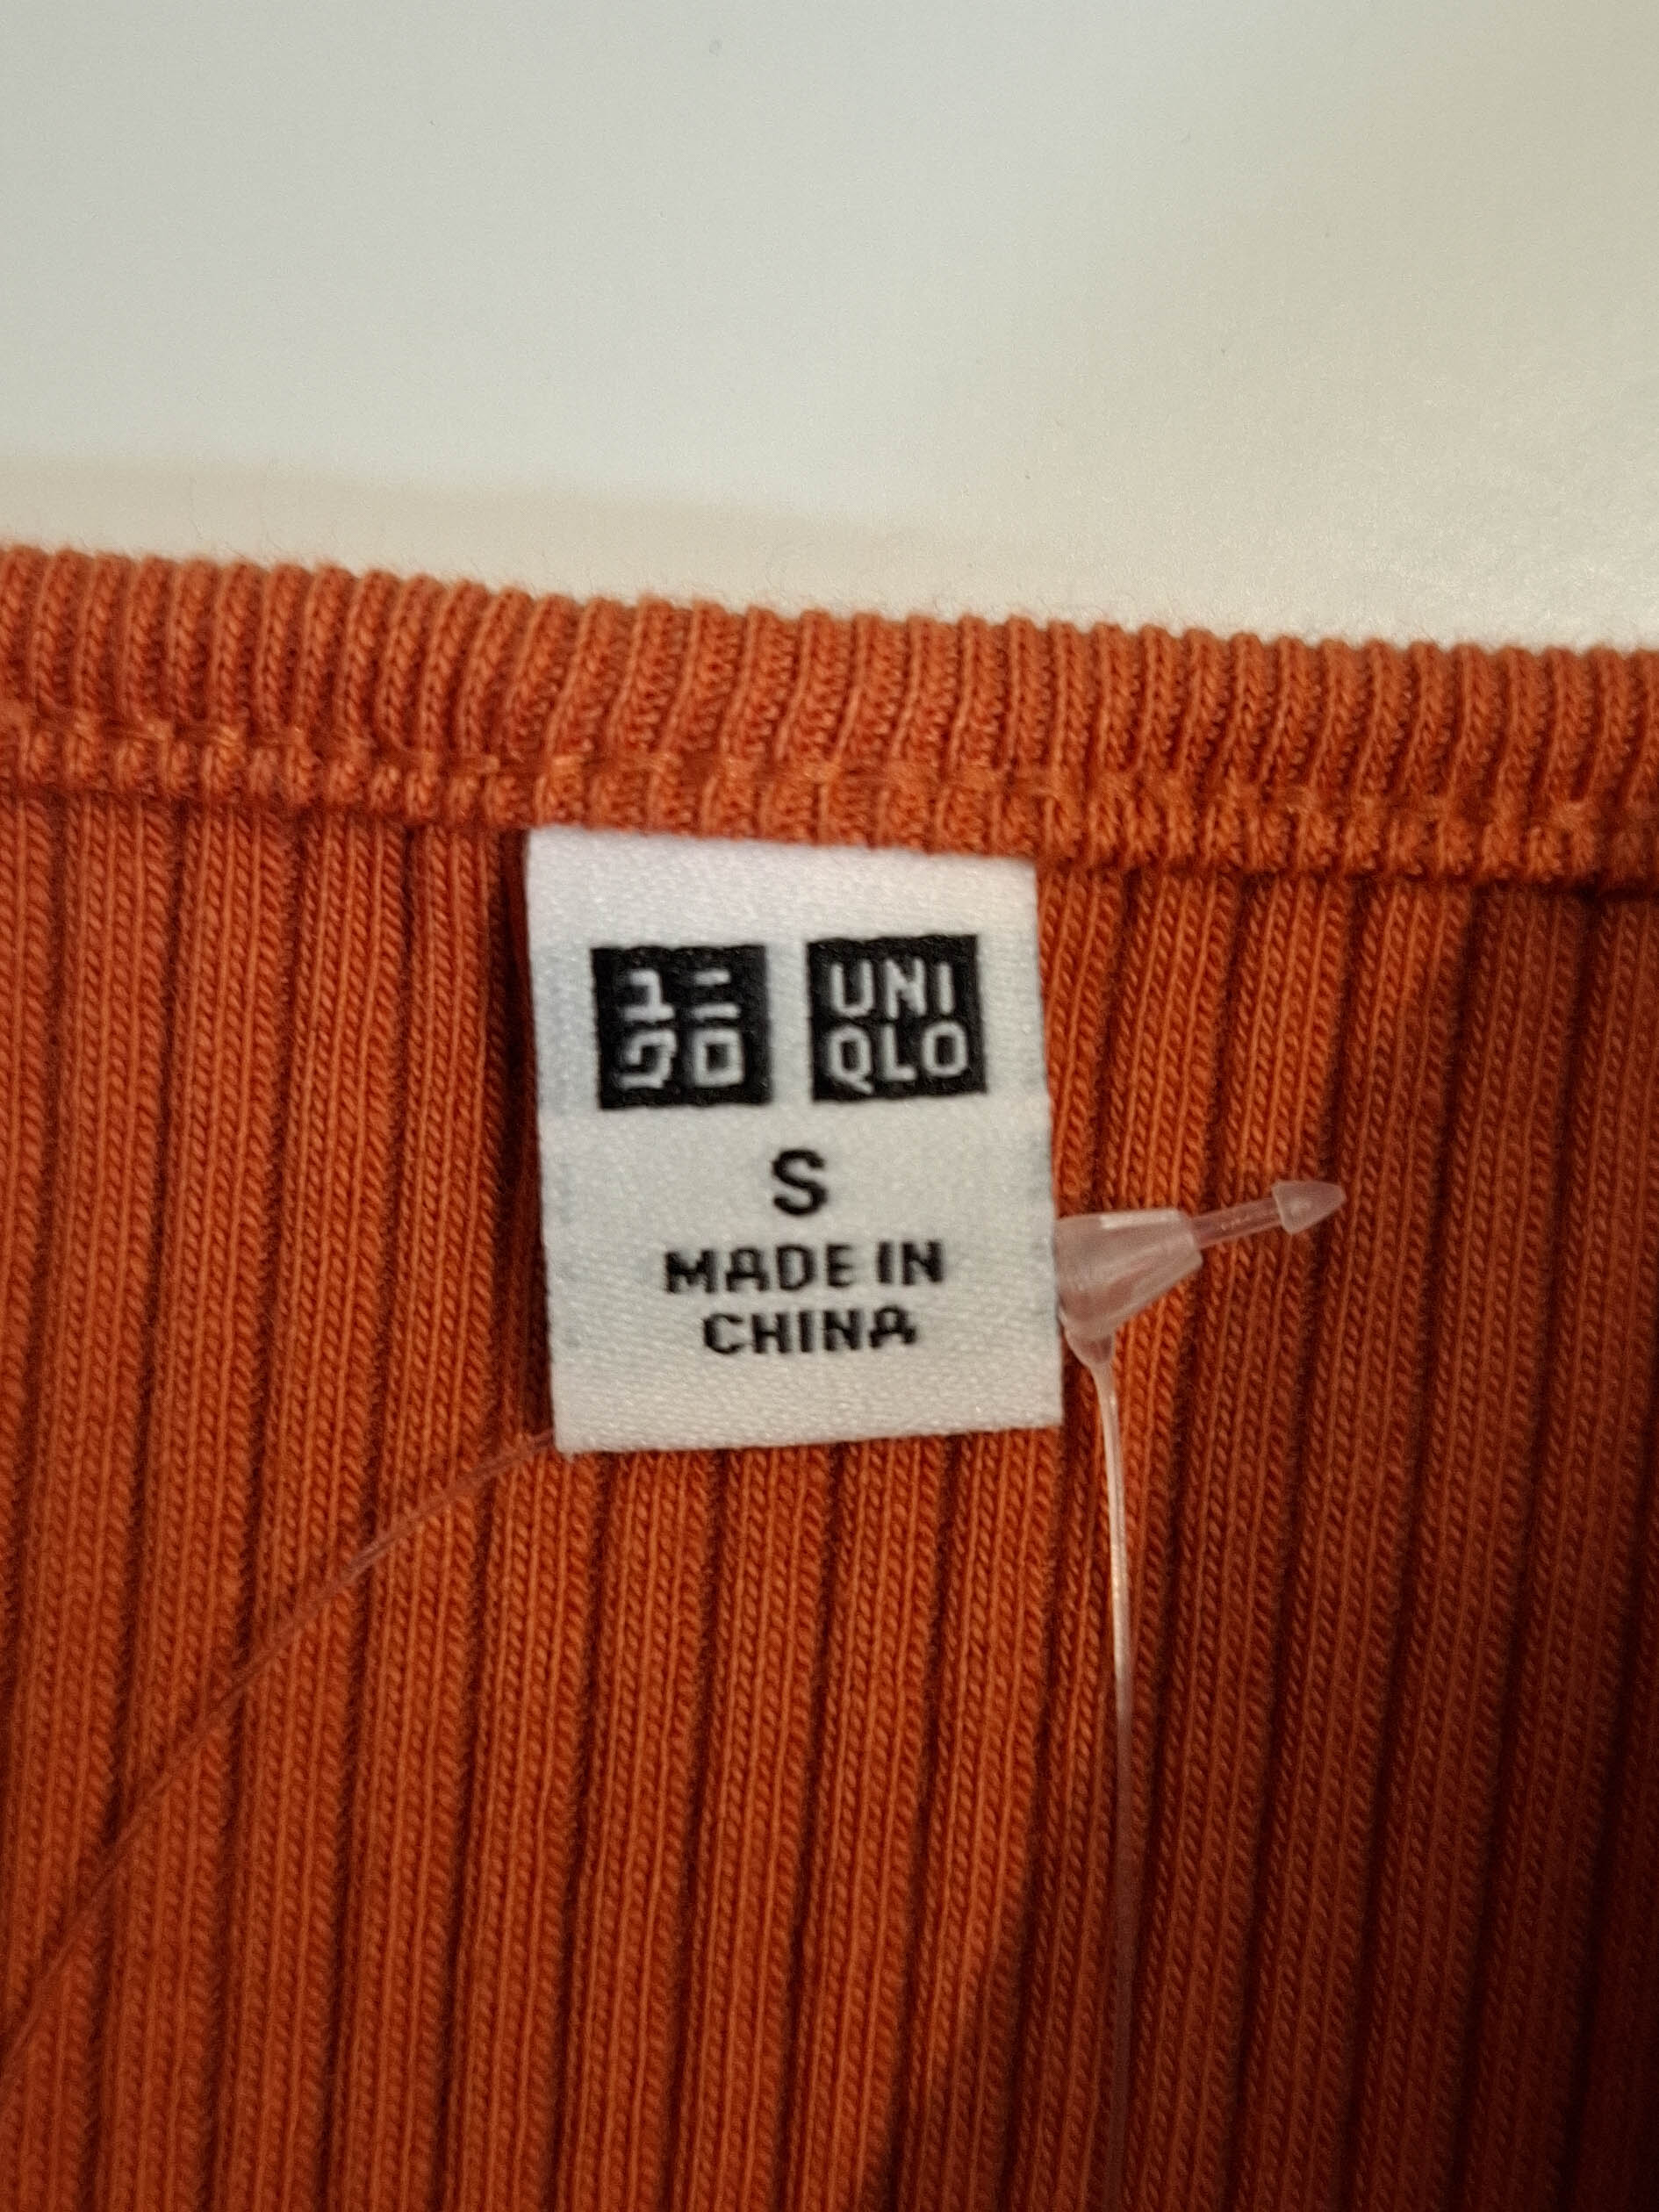 ユニ UNI
クロ QLO
S
MADE IN
CHINA